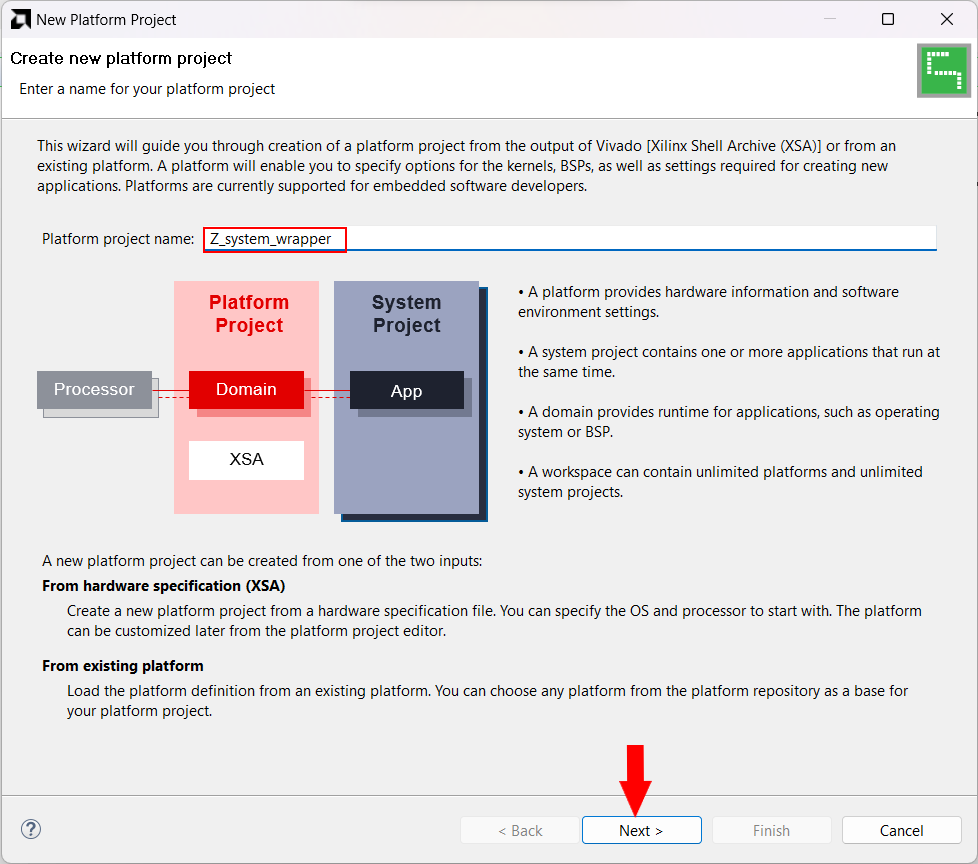 New Platform Project
Create new platform project
Enter a name for your platform project
This wizard will guide you through creation of a platform project from the output of Vivado [Xilinx Shell Archive (XSA)] or from an
existing platform. A platform will enable you to specify options for the kernels, BSPs, as well as settings required for creating new
applications. Platforms are currently supported for embedded software developers.
Platform project name: Z_system_wrapper
Platform
Project
System
Project
Processor
Domain
App
XSA
• A platform provides hardware information and software
environment settings.
• A system project contains one or more applications that run at
the same time.
• A domain provides runtime for applications, such as operating
system or BSP.
• A workspace can contain unlimited platforms and unlimited
system projects.
A new platform project can be created from one of the two inputs:
From hardware specification (XSA)
Create a new platform project from a hardware specification file. You can specify the OS and processor to start with. The platform
can be customized later from the platform project editor.
From existing platform
Load the platform definition from an existing platform. You can choose any platform from the platform repository as a base for
your platform project.
?
< Back
Next >
Finish
Cancel